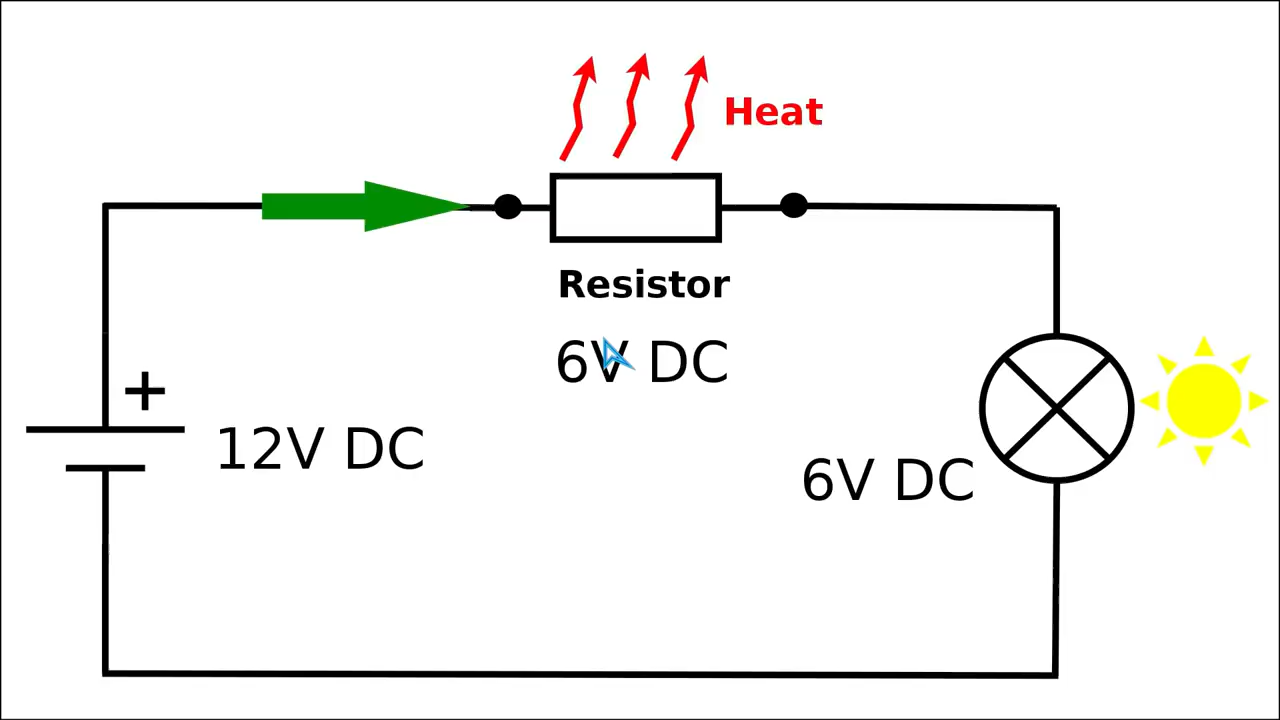 Heat
Resistor
6V DC
+
12V DC
6V DC